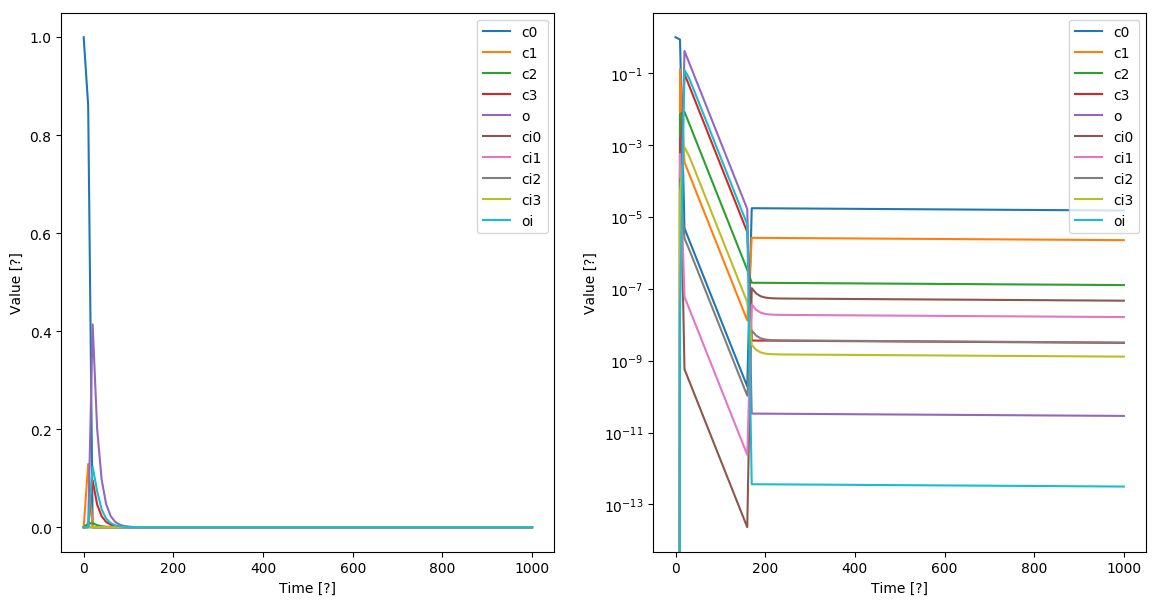 1.0
0.8
0.6
0.4
0.2
0.0
Value [?]
0
200
400
600
800
1000
Time [?]
c0
c1
c2
c3
o
ci0
ci1
ci2
ci3
oi
10⁻¹
10⁻³
10⁻⁵
10⁻⁷
10⁻⁹
10⁻¹¹
10⁻¹³
Value [?]
0
200
400
600
800
1000
Time [?]
c0
c1
c2
c3
o
ci0
ci1
ci2
ci3
oi